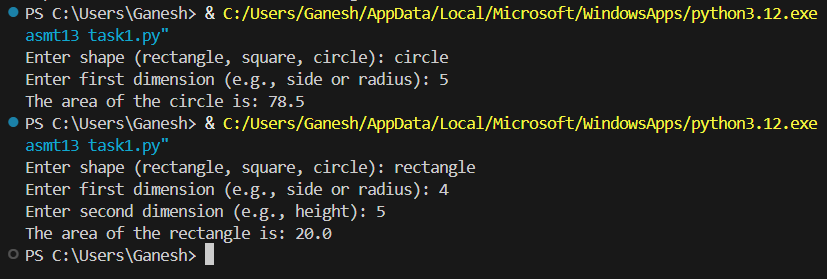 PS C:\Users\Ganesh> & C:/Users/Ganesh/AppData/Local/Microsoft/WindowsApps/python3.12.exe
asmt13 task1.py"
Enter shape (rectangle, square, circle): circle
Enter first dimension (e.g., side or radius): 5
The area of the circle is: 78.5
PS C:\Users\Ganesh> & C:/Users/Ganesh/AppData/Local/Microsoft/WindowsApps/python3.12.exe
asmt13 task1.py"
Enter shape (rectangle, square, circle): rectangle
Enter first dimension (e.g., side or radius): 4
Enter second dimension (e.g., height): 5
The area of the rectangle is: 20.0
PS C:\Users\Ganesh>